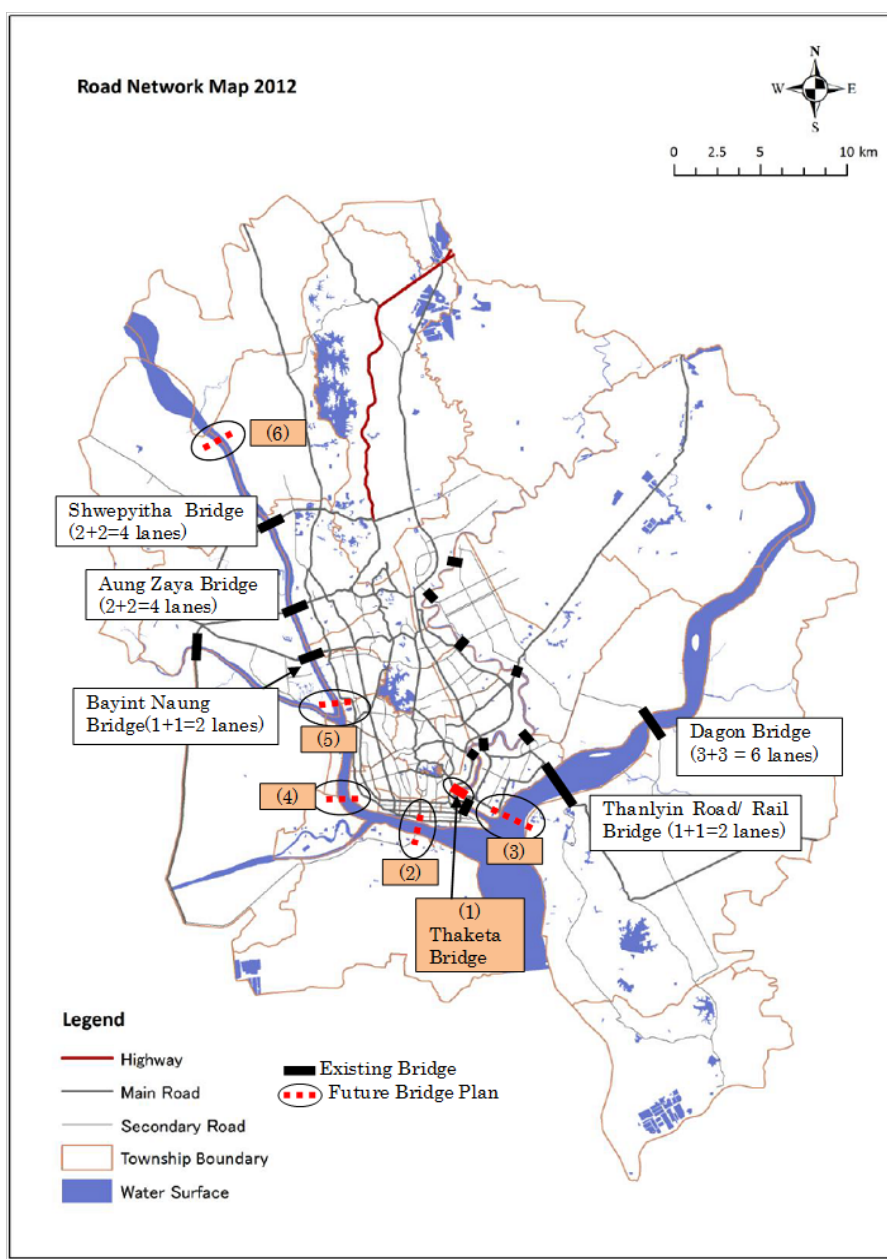 Road Network Map 2012
N
W E
S
0 2.5 5 10 km
(6)
Shwepyitha Bridge
(2+2=4 lanes)
Aung Zaya Bridge
(2+2=4 lanes)
Bayint Naung
Bridge(1+1=2 lanes)
(5)
Dagon Bridge
(3+3 = 6 lanes)
(4)
Thanlyin Road/ Rail
Bridge (1+1=2 lanes)
(3)
(2)
(1)
Thaketa
Bridge
Legend
Highway
Main Road
Secondary Road
Township Boundary
Water Surface
Existing Bridge
Future Bridge Plan